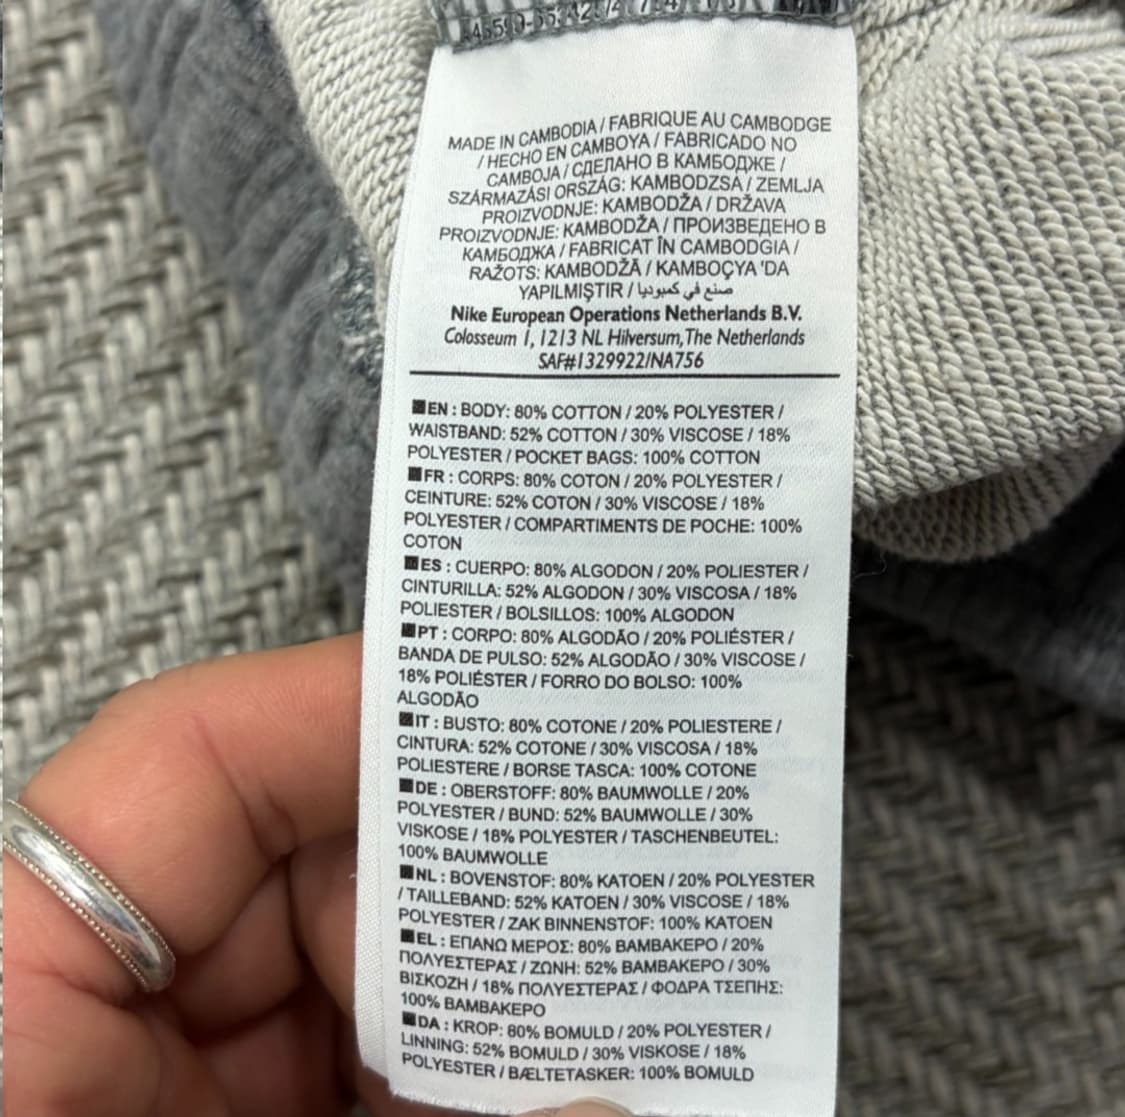 MADE IN CAMBODIA / FABRIQUE AU CAMBODGE
/ HECHO EN CAMBOYA / FABRICADO NO
CAMBOJA / СДЕЛАНО В КАМБОДЖЕ /
SZÁRMAZÁSI ORSZÁG: KAMBODZSA / ZEMLJA
PROIZVODNJE: KAMBODŽA / DRŽAVA
PROIZVODNJE: KAMBODŽA / ПРОИЗВЕДЕНО В
КАМБОДЖА / FABRICAT ÎN CAMBODGIA /
RAŽOTS: KAMBODŽĀ / KAMBOÇYA 'DA
YAPILMIŞTIR / صنع في كمبوديا
Nike European Operations Netherlands B.V.
Colosseum 1, 1213 NL Hilversum, The Netherlands
SAF#1329922/NA756
EN : BODY: 80% COTTON / 20% POLYESTER /
WAISTBAND: 52% COTTON / 30% VISCOSE / 18%
POLYESTER / POCKET BAGS: 100% COTTON
FR : CORPS: 80% COTON / 20% POLYESTER /
CEINTURE: 52% COTON / 30% VISCOSE / 18%
POLYESTER / COMPARTIMENTS DE POCHE: 100%
COTON
ES : CUERPO: 80% ALGODON / 20% POLIESTER /
CINTURILLA: 52% ALGODON / 30% VISCOSA / 18%
POLIESTER / BOLSILLOS: 100% ALGODON
PT : CORPO: 80% ALGODÃO / 20% POLIÉSTER /
BANDA DE PULSO: 52% ALGODÃO / 30% VISCOSE /
18% POLIÉSTER / FORRO DO BOLSO: 100%
ALGODÃO
IT : BUSTO: 80% COTONE / 20% POLIESTERE /
CINTURA: 52% COTONE / 30% VISCOSA / 18%
POLIESTERE / BORSE TASCA: 100% COTONE
DE : OBERSTOFF: 80% BAUMWOLLE / 20%
POLYESTER / BUND: 52% BAUMWOLLE / 30%
VISKOSE / 18% POLYESTER / TASCHENBEUTEL:
100% BAUMWOLLE
NL : BOVENSTOF: 80% KATOEN / 20% POLYESTER
/ TAILLEBAND: 52% KATOEN / 30% VISCOSE / 18%
POLYESTER / ZAK BINNENSTOF: 100% KATOEN
EL : ΕΠΑΝΩ ΜΕΡΟΣ: 80% ΒΑΜΒΑΚΕΡΟ / 20%
ΠΟΛΥΕΣΤΕΡΑΣ / ΖΩΝΗ: 52% ΒΑΜΒΑΚΕΡΟ / 30%
ΒΙΣΚΟΖΗ / 18% ΠΟΛΥΕΣΤΕΡΑΣ / ΦΟΔΡΑ ΤΣΕΠΗΣ:
100% ΒΑΜΒΑΚΕΡΟ
DA : KROP: 80% BOMULD / 20% POLYESTER /
LINNING: 52% BOMULD / 30% VISKOSE / 18%
POLYESTER / BÆLTETASKER: 100% BOMULD